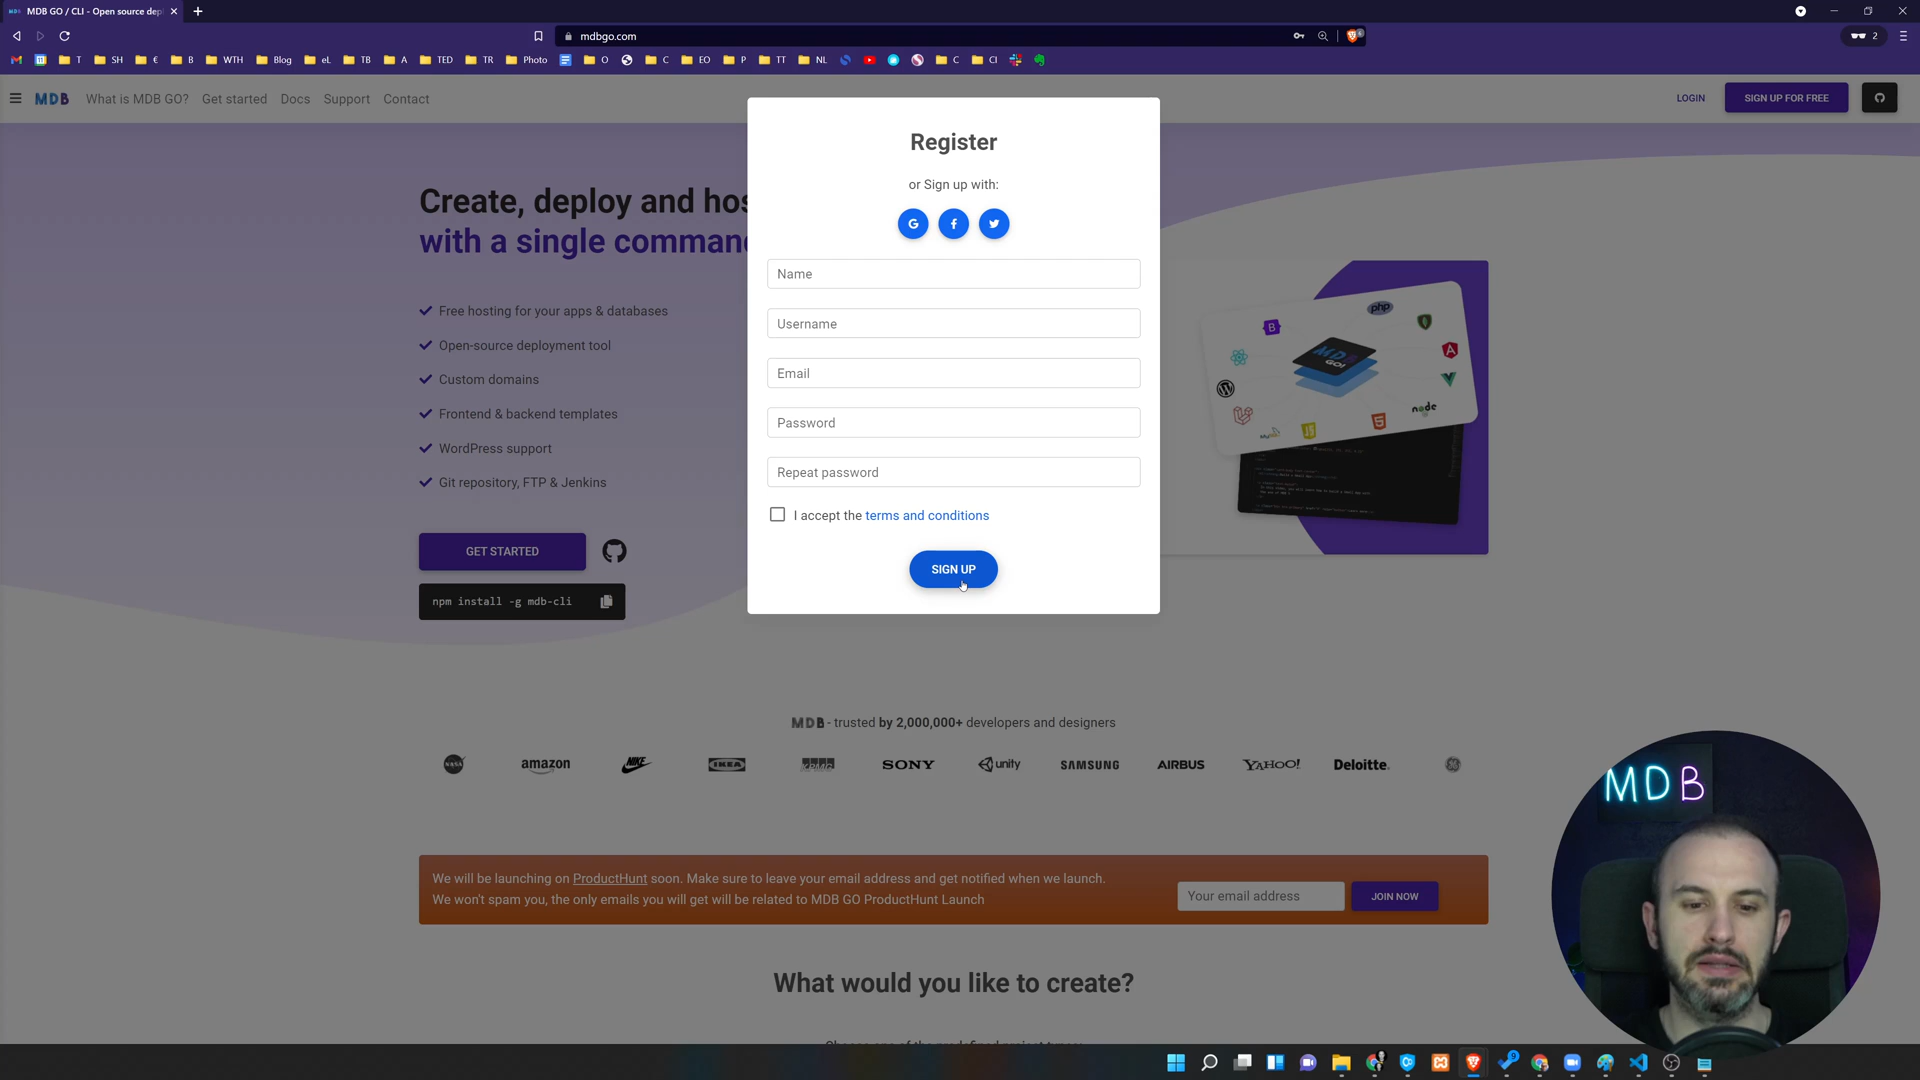 MDB GO / CLI - Open source dep
mdbgo.com
2
T SH € B WTH Blog eL TB A TED TR Photo O C EO P TT NL C CI
MDB What is MDB GO? Get started Docs Support Contact
LOGIN SIGN UP FOR FREE
Create, deploy and hos
with a single comman
Free hosting for your apps & databases
Open-source deployment tool
Custom domains
Frontend & backend templates
WordPress support
Git repository, FTP & Jenkins
GET STARTED
npm install -g mdb-cli
Register
or Sign up with:
Name
Username
Email
Password
Repeat password
I accept the terms and conditions
SIGN UP
php
MDB
GO!
node
MDB - trusted by 2,000,000+ developers and designers
NASA amazon NIKE IKEA KPMG SONY unity SAMSUNG AIRBUS YAHOO! Deloitte.
We will be launching on ProductHunt soon. Make sure to leave your email address and get notified when we launch.
We won't spam you, the only emails you will get will be related to MDB GO ProductHunt Launch
Your email address
JOIN NOW
What would you like to create?
MDB
9